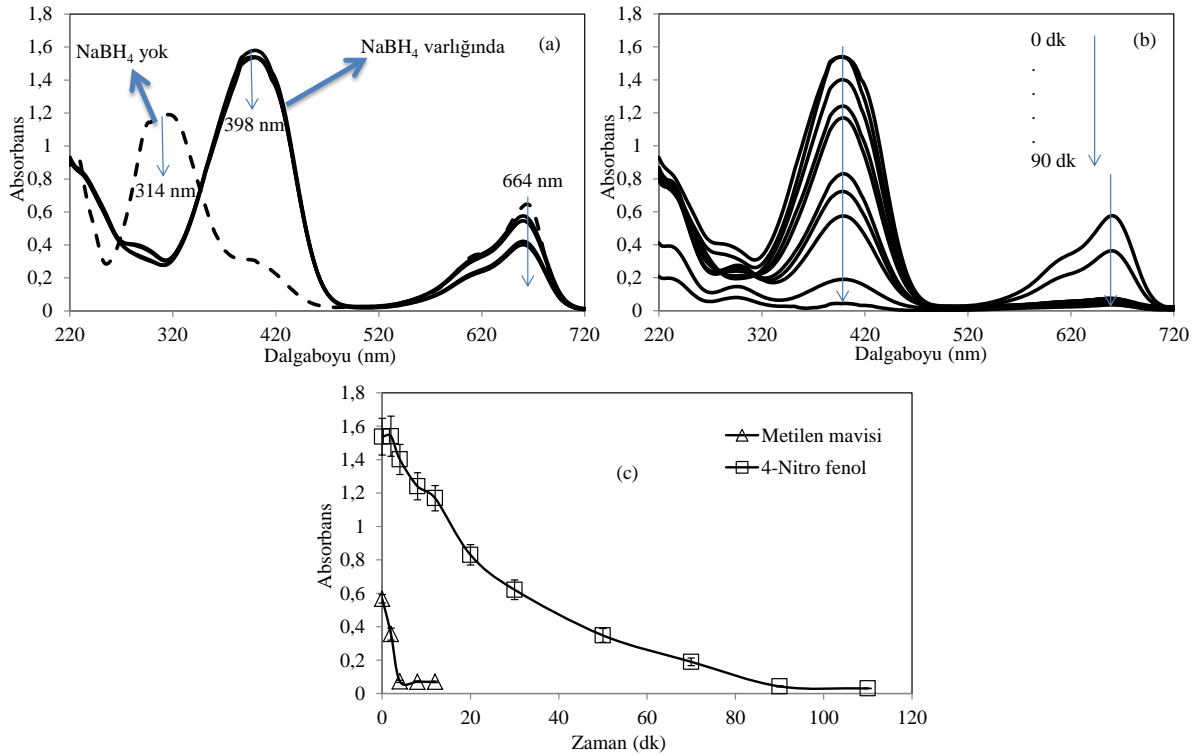 1,8
1,6
1,4
1,2
1
0,8
0,6
0,4
0,2
0
Absorbans
NaBH4 yok
NaBH4 varlığında
(a)
398 nm
314 nm
664 nm
220 320 420 520 620 720
Dalgaboyu (nm)
1,8
1,6
1,4
1,2
1
0,8
0,6
0,4
0,2
0
Absorbans
0 dk
.
.
.
.
90 dk
(b)
220 320 420 520 620 720
Dalgaboyu (nm)
1,8
1,6
1,4
1,2
1
0,8
0,6
0,4
0,2
0
Absorbans
Metilen mavisi
4-Nitro fenol
(c)
0 20 40 60 80 100 120
Zaman (dk)